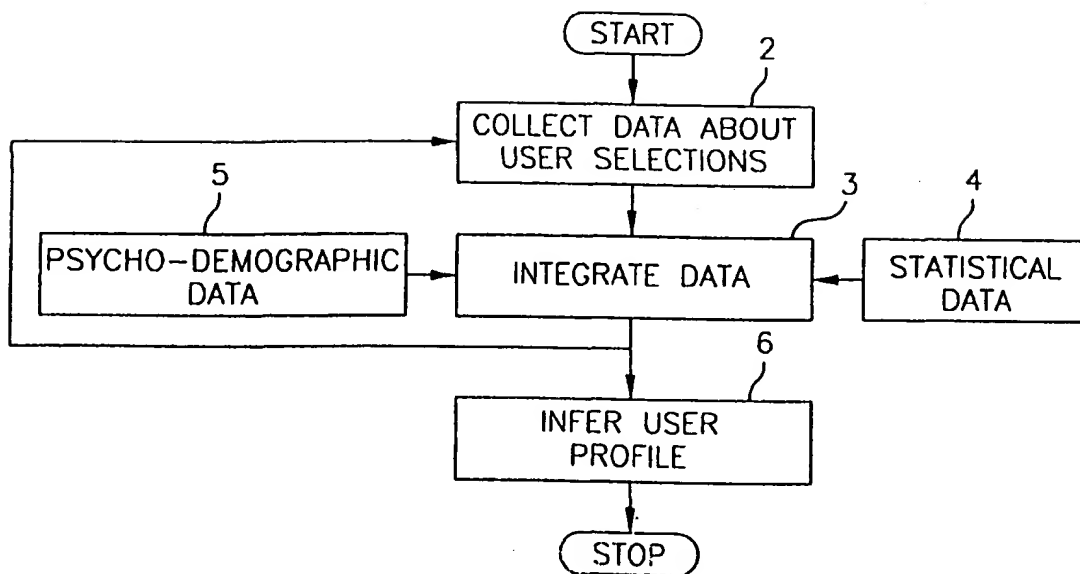 START
2
COLLECT DATA ABOUT
USER SELECTIONS
5
3
4
PSYCHO-DEMOGRAPHIC
DATA
INTEGRATE DATA
STATISTICAL
DATA
6
INFER USER
PROFILE
STOP